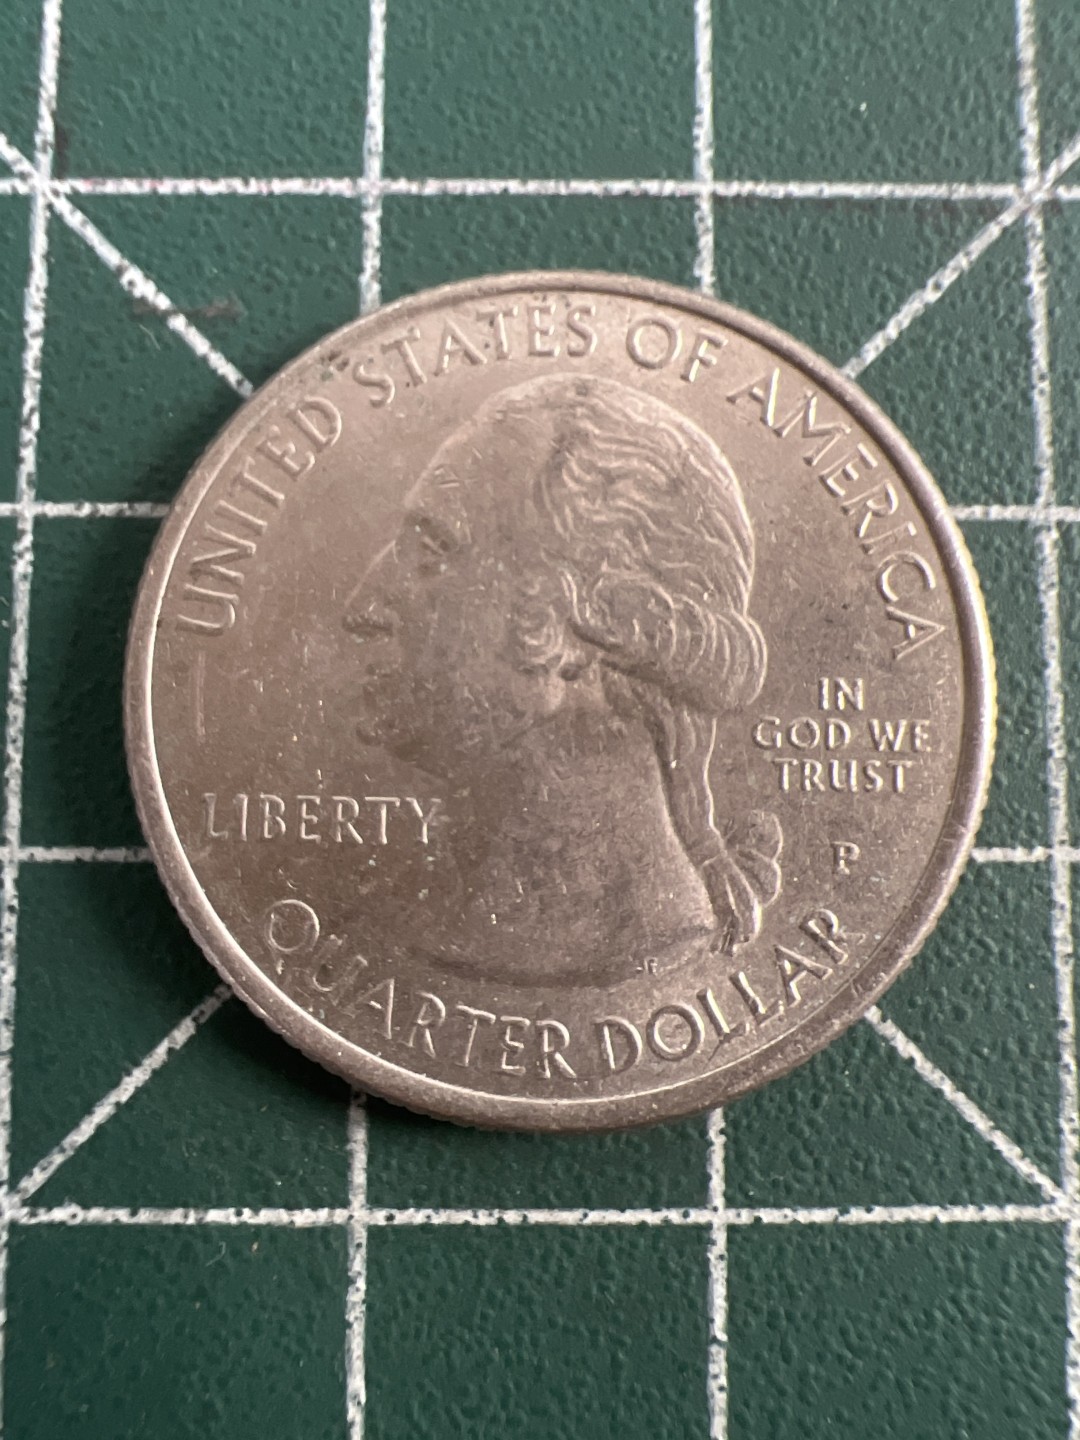 UNITED STATES OF AMERICA
LIBERTY
IN
GOD WE
TRUST
P
QUARTER DOLLAR